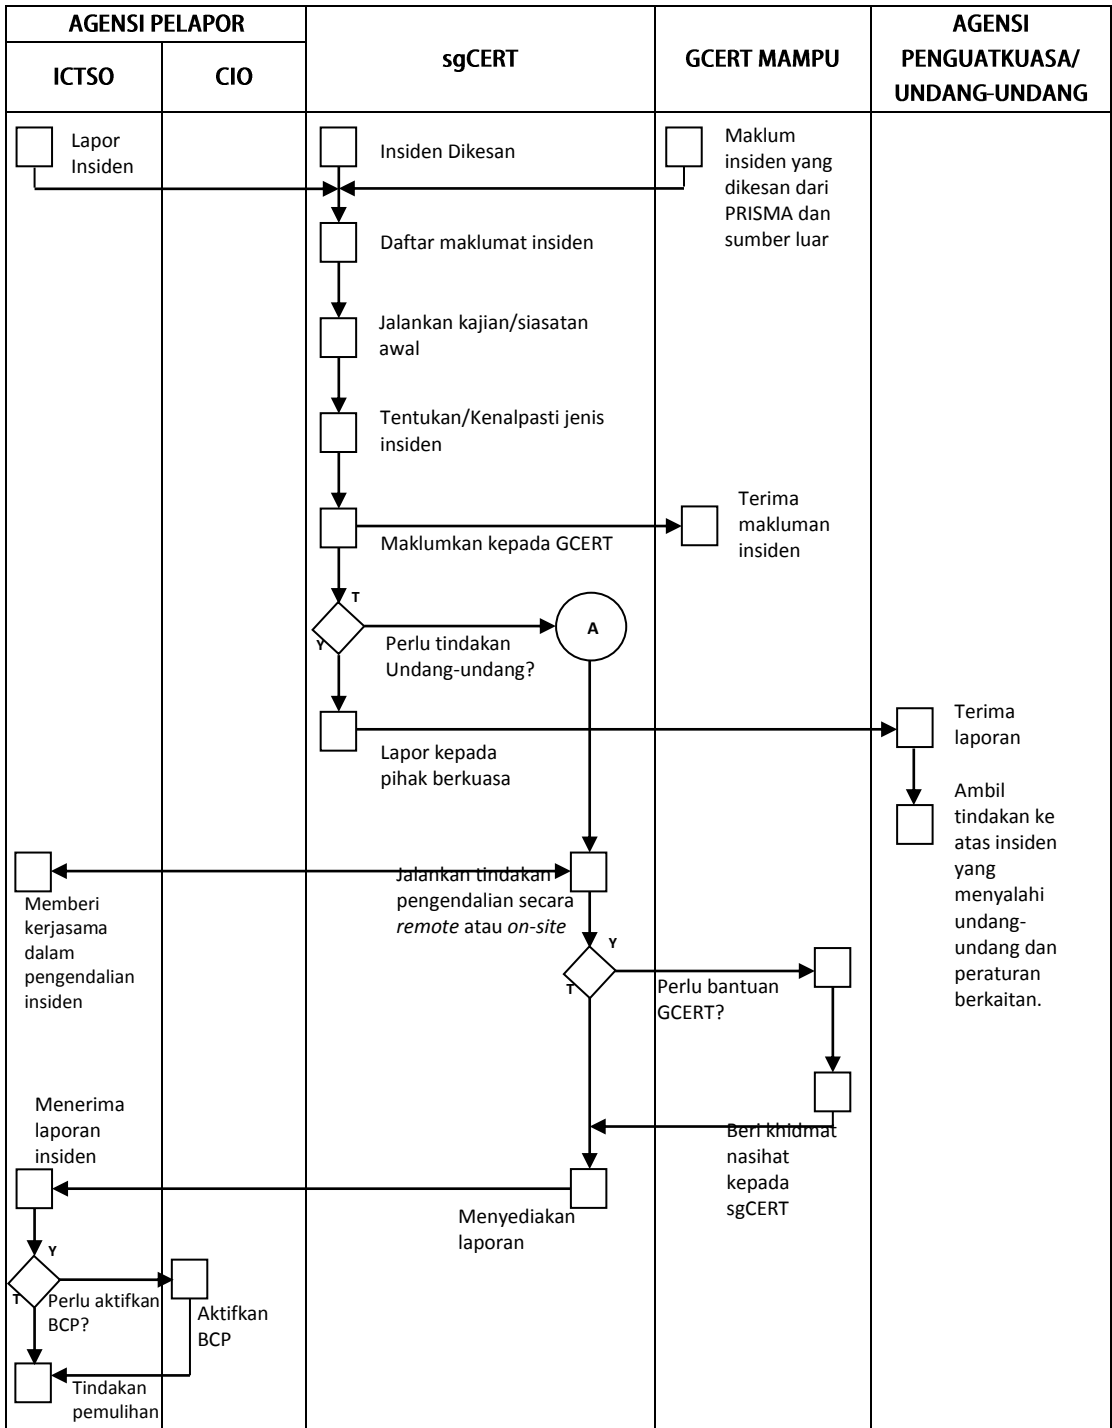 AGENSI PELAPOR
ICTSO
CIO
sgCERT
GCERT MAMPU
AGENSI
PENGUATKUASA/
UNDANG-UNDANG
Lapor
Insiden
Insiden Dikesan
Maklum
insiden yang
dikesan dari
PRISMA dan
sumber luar
Daftar maklumat insiden
Jalankan kajian/siasatan
awal
Tentukan/Kenalpasti jenis
insiden
Maklumkan kepada GCERT
Terima
makluman
insiden
T
Y
Perlu tindakan
Undang-undang?
A
Lapor kepada
pihak berkuasa
Terima
laporan
Ambil
tindakan ke
atas insiden
yang
menyalahi
undang-
undang dan
peraturan
berkaitan.
Memberi
kerjasama
dalam
pengendalian
insiden
Jalankan tindakan
pengendalian secara
remote atau on-site
Y
T
Perlu bantuan
GCERT?
Beri khidmat
nasihat
kepada
sgCERT
Menerima
laporan
insiden
Menyediakan
laporan
Y
T
Perlu aktifkan
BCP?
Aktifkan
BCP
Tindakan
pemulihan